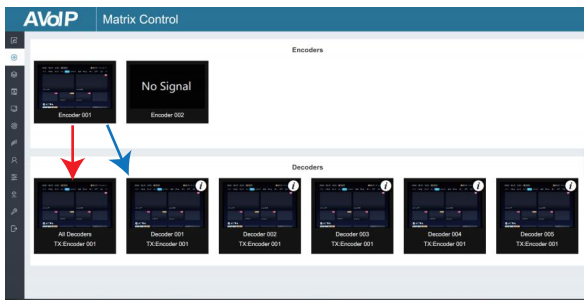 AVoIP Matrix Control
Encoders
No Signal
Encoder 001 Encoder 002
Decoders
All Decoders Decoder 001 Decoder 002 Decoder 003 Decoder 004 Decoder 005
TX:Encoder 001 TX:Encoder 001 TX:Encoder 001 TX:Encoder 001 TX:Encoder 001 TX:Encoder 001